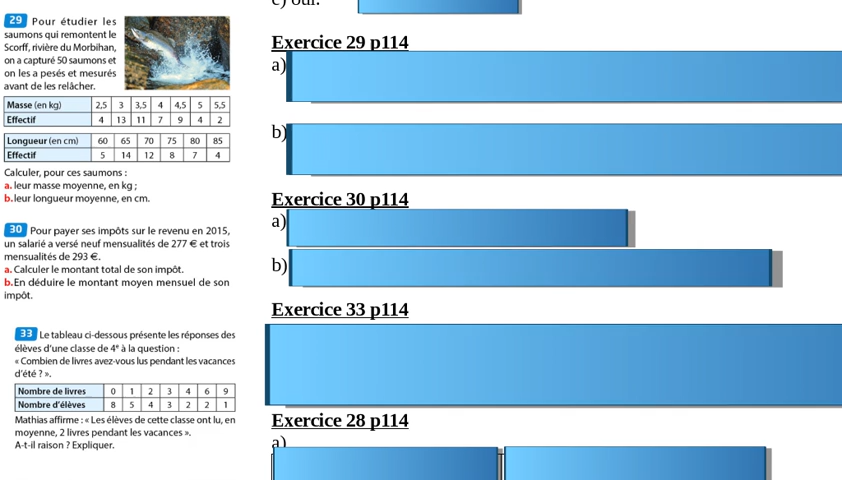 29 Pour étudier les
saumons qui remontent le
Scorff, rivière du Morbihan,
on a capturé 50 saumons et
on les a pesés et mesurés
avant de les relâcher.
Masse (en kg) 2,5 3 3,5 4 4,5 5 5,5
Effectif 4 13 11 7 9 4 2
Longueur (en cm) 60 65 70 75 80 85
Effectif 5 14 12 8 7 4
Calculer, pour ces saumons :
a. leur masse moyenne, en kg ;
b. leur longueur moyenne, en cm.
30 Pour payer ses impôts sur le revenu en 2015,
un salarié a versé neuf mensualités de 277 € et trois
mensualités de 293 €.
a. Calculer le montant total de son impôt.
b. En déduire le montant moyen mensuel de son
impôt.
33 Le tableau ci-dessous présente les réponses des
élèves d'une classe de 4e à la question :
« Combien de livres avez-vous lus pendant les vacances
d'été ? ».
Nombre de livres 0 1 2 3 4 6 9
Nombre d'élèves 8 5 4 3 2 2 1
Mathias affirme : « Les élèves de cette classe ont lu, en
moyenne, 2 livres pendant les vacances ».
A-t-il raison ? Expliquer.
c) oui.
Exercice 29 p114
a)
b)
Exercice 30 p114
a)
b)
Exercice 33 p114
Exercice 28 p114
a)